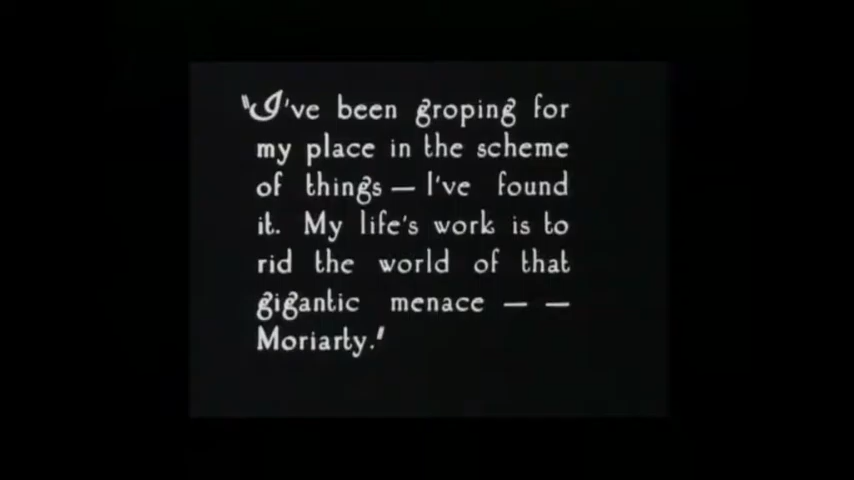 "I've been groping for
my place in the scheme
of things — I've found
it. My life's work is to
rid the world of that
gigantic menace — —
Moriarty."